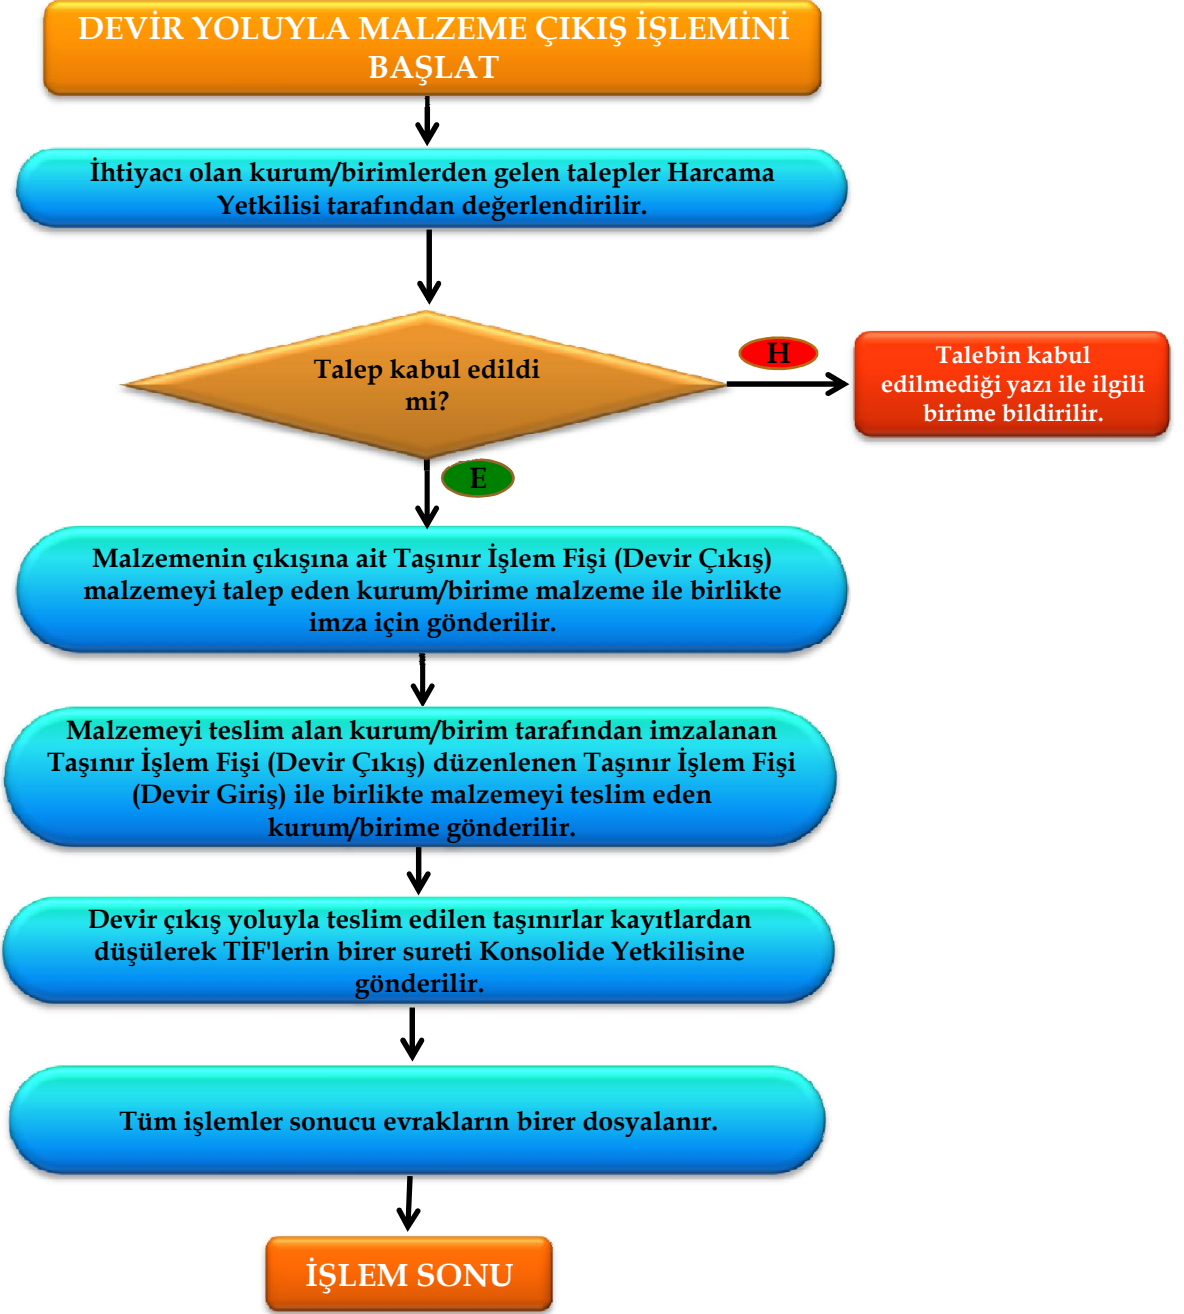 DEVİR YOLUYLA MALZEME ÇIKIŞ İŞLEMİNİ
BAŞLAT
İhtiyacı olan kurum/birimlerden gelen talepler Harcama
Yetkilisi tarafından değerlendirilir.
Talep kabul edildi
mi?
H
Talebin kabul
edilmediği yazı ile ilgili
birime bildirilir.
E
Malzemenin çıkışına ait Taşınır İşlem Fişi (Devir Çıkış)
malzemeyi talep eden kurum/birime malzeme ile birlikte
imza için gönderilir.
Malzemeyi teslim alan kurum/birim tarafından imzalanan
Taşınır İşlem Fişi (Devir Çıkış) düzenlenen Taşınır İşlem Fişi
(Devir Giriş) ile birlikte malzemeyi teslim eden
kurum/birime gönderilir.
Devir çıkış yoluyla teslim edilen taşınırlar kayıtlardan
düşülerek TİF'lerin birer sureti Konsolide Yetkilisine
gönderilir.
Tüm işlemler sonucu evrakların birer dosyalanır.
İŞLEM SONU